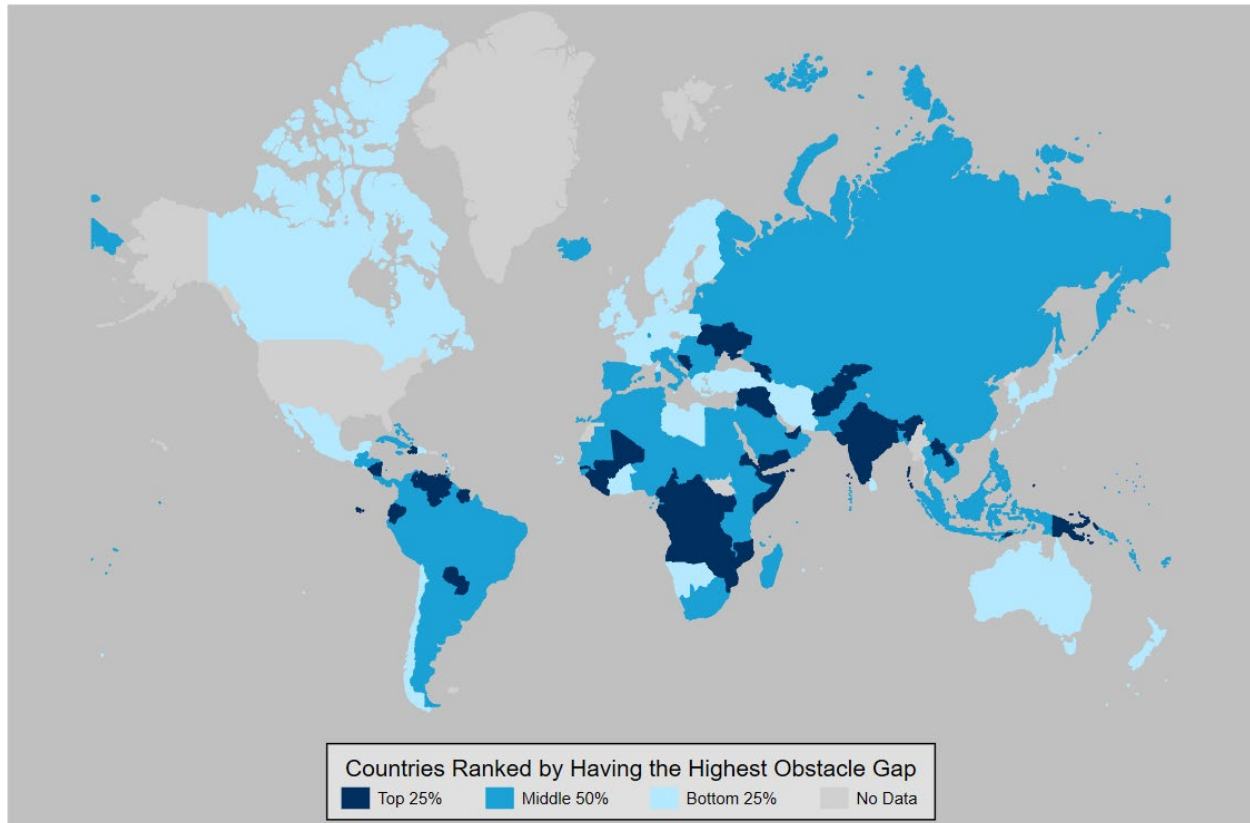 Countries Ranked by Having the Highest Obstacle Gap
Top 25% Middle 50% Bottom 25% No Data